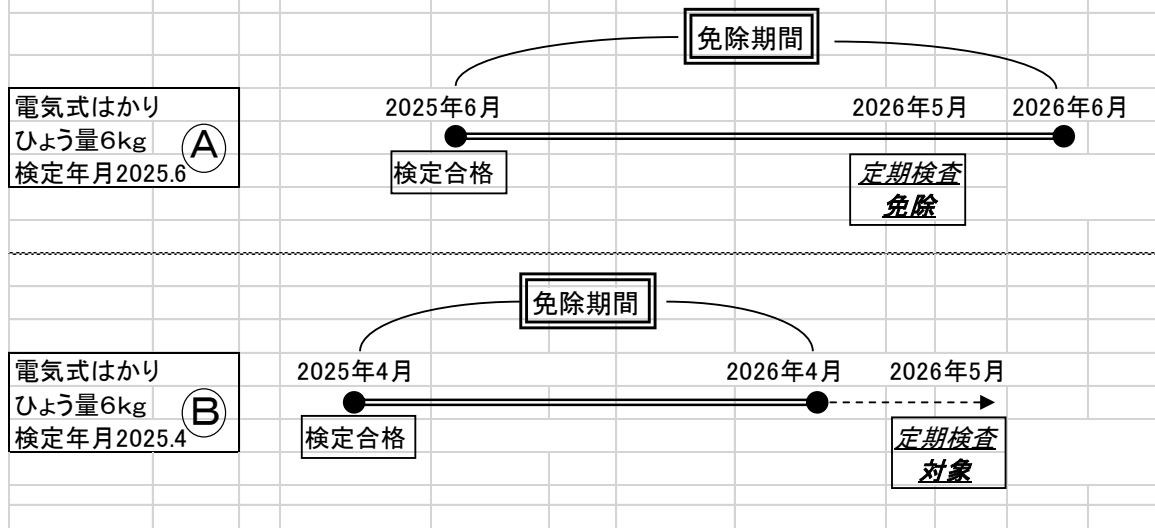 免除期間
電気式はかり
ひょう量6kg
検定年月2025.6
Ⓐ
2025年6月
2026年5月
2026年6月
検定合格
定期検査
免除
免除期間
電気式はかり
ひょう量6kg
検定年月2025.4
Ⓑ
2025年4月
2026年4月
2026年5月
検定合格
定期検査
対象